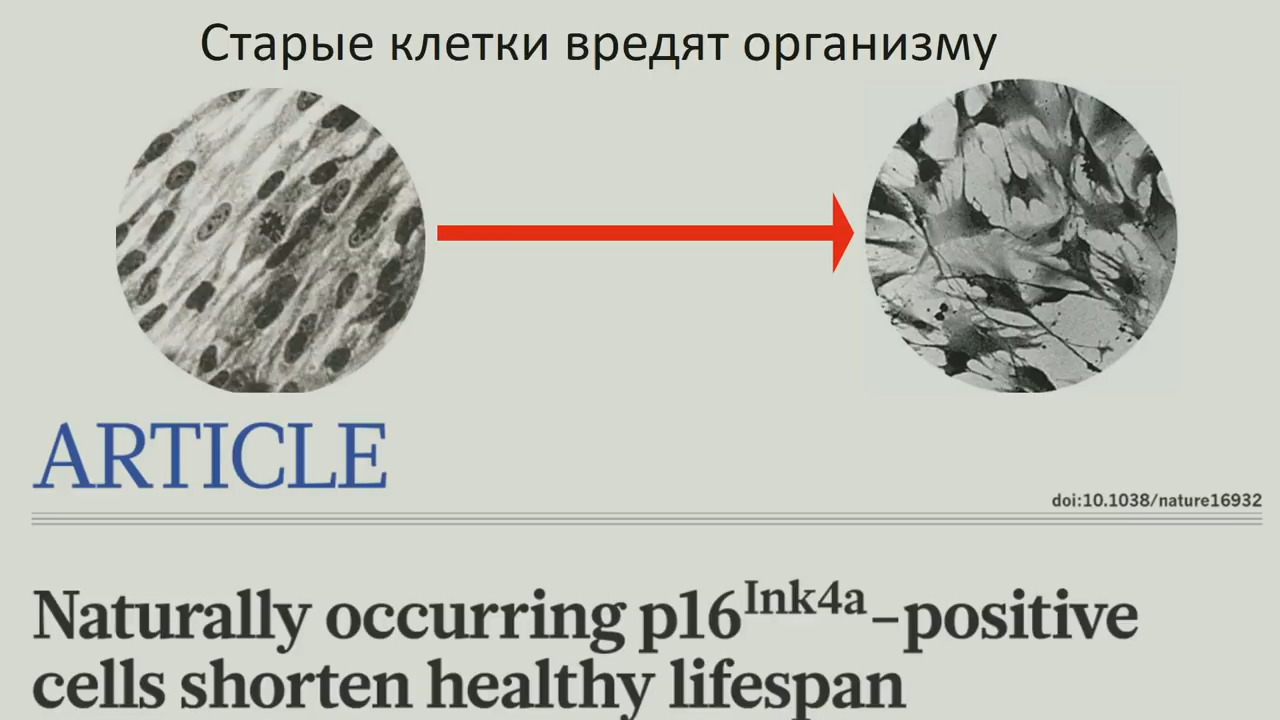 Старые клетки вредят организму
ARTICLE
doi:10.1038/nature16932
Naturally occurring p16Ink4a-positive
cells shorten healthy lifespan